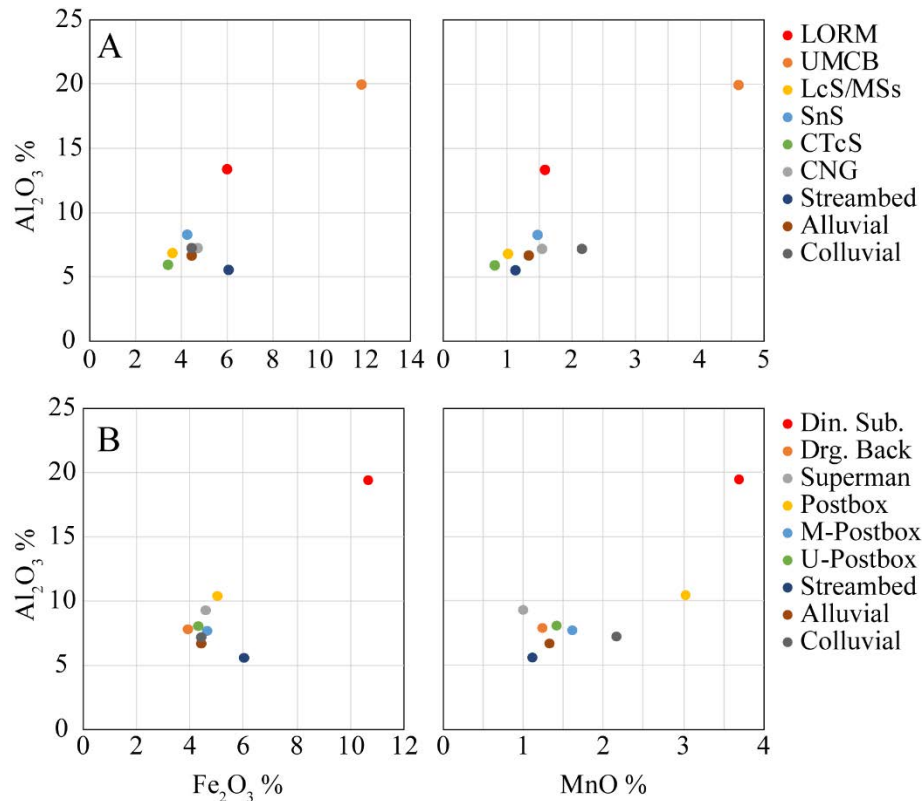 A
25
20
15
10
5
0
Al₂O₃ %
0 2 4 6 8 10 12 14
0 1 2 3 4 5
LORM
UMCB
LcS/MSs
SnS
CTcS
CNG
Streambed
Alluvial
Colluvial
B
25
20
15
10
5
0
Al₂O₃ %
0 2 4 6 8 10 12
Fe₂O₃ %
0 1 2 3 4
MnO %
Din. Sub.
Drg. Back
Superman
Postbox
M-Postbox
U-Postbox
Streambed
Alluvial
Colluvial